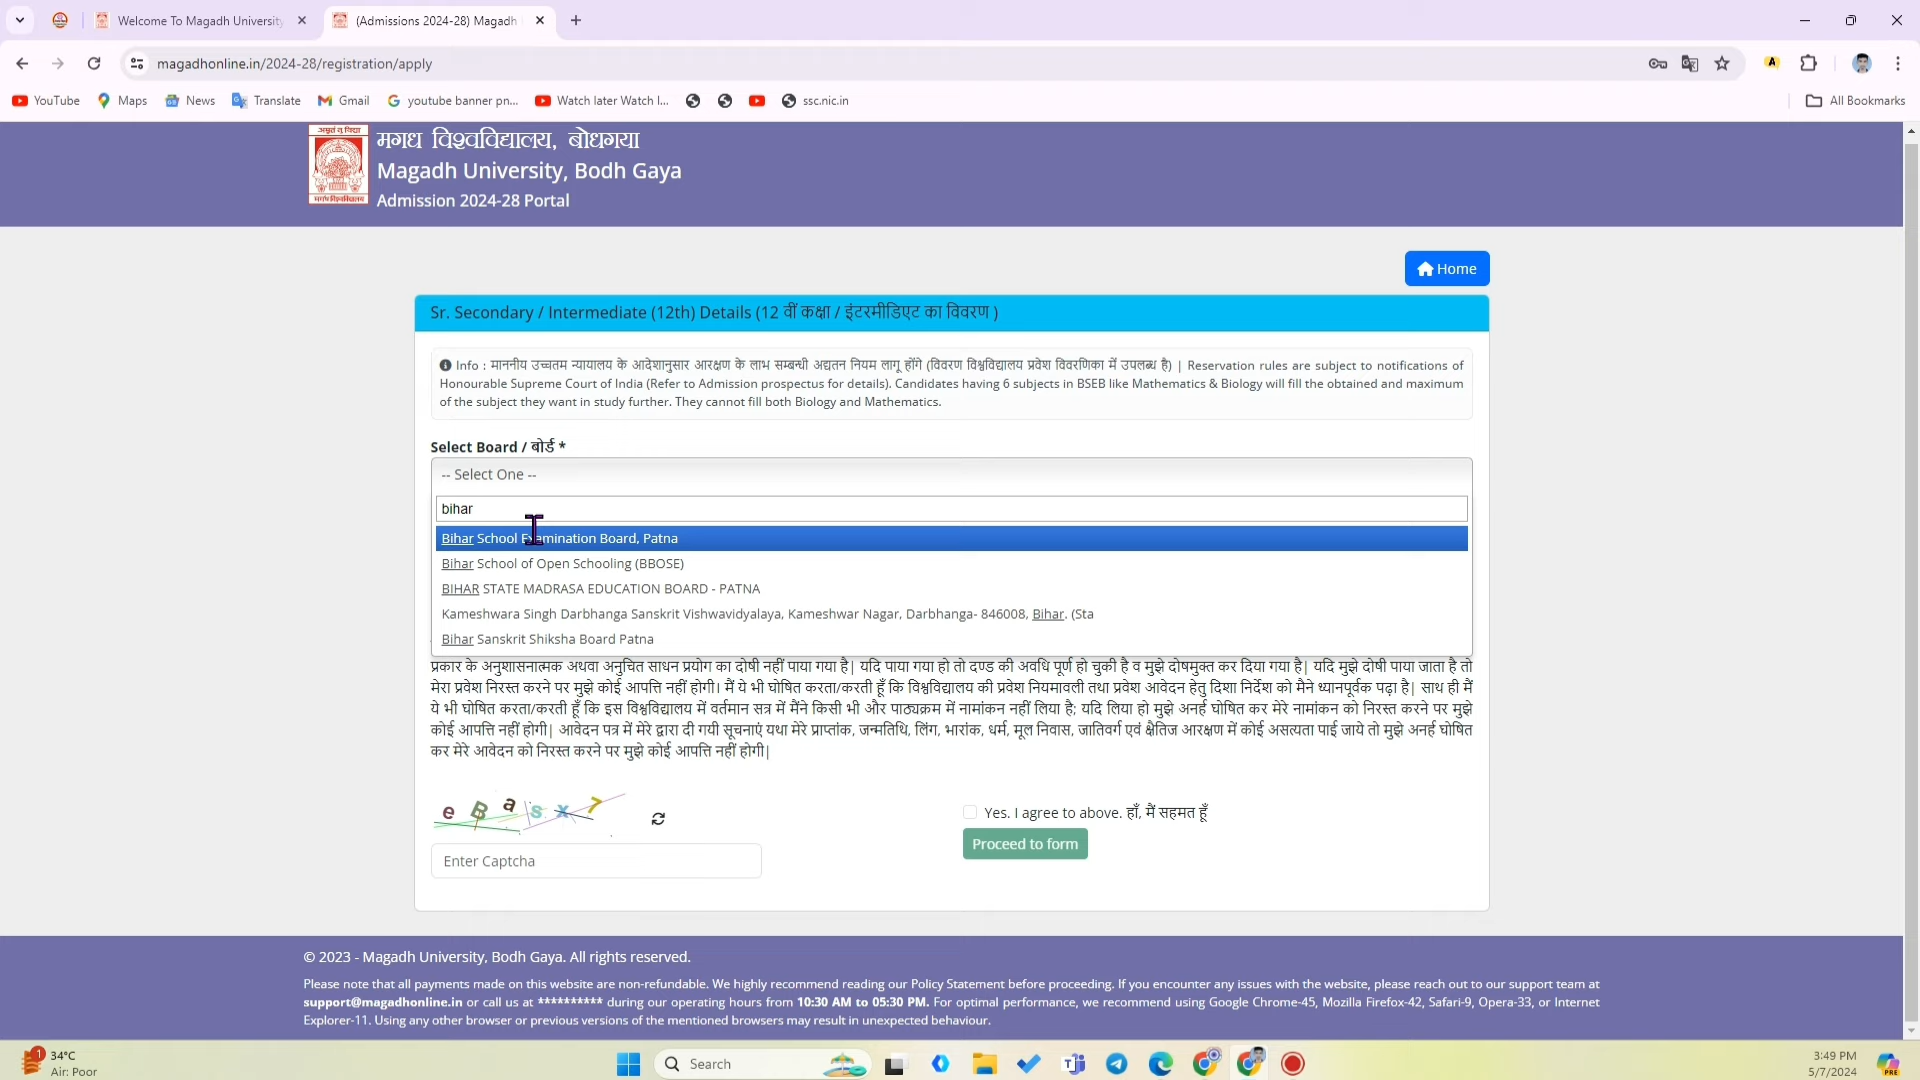 Welcome To Magadh University
(Admissions 2024-28) Magadh
magadhonline.in/2024-28/registration/apply
YouTube
Maps
News
Translate
Gmail
youtube banner pn...
Watch later Watch l...
ssc.nic.in
All Bookmarks
मगध विश्वविद्यालय, बोधगया
Magadh University, Bodh Gaya
Admission 2024-28 Portal
Home
Sr. Secondary / Intermediate (12th) Details (12 वीं कक्षा / इंटरमीडिएट का विवरण )
Info : माननीय उच्चतम न्यायालय के आदेशानुसार आरक्षण के लाभ सम्बन्धी अद्यतन नियम लागू होंगे (विवरण विश्वविद्यालय प्रवेश विवरणिका में उपलब्ध है) | Reservation rules are subject to notifications of
Honourable Supreme Court of India (Refer to Admission prospectus for details). Candidates having 6 subjects in BSEB like Mathematics & Biology will fill the obtained and maximum
of the subject they want in study further. They cannot fill both Biology and Mathematics.
Select Board / बोर्ड *
-- Select One --
bihar
Bihar School Examination Board, Patna
Bihar School of Open Schooling (BBOSE)
BIHAR STATE MADRASA EDUCATION BOARD - PATNA
Kameshwara Singh Darbhanga Sanskrit Vishwavidyalaya, Kameshwar Nagar, Darbhanga- 846008, Bihar. (Sta
Bihar Sanskrit Shiksha Board Patna
प्रकार के अनुशासनात्मक अथवा अनुचित साधन प्रयोग का दोषी नहीं पाया गया है| यदि पाया गया हो तो दण्ड की अवधि पूर्ण हो चुकी है व मुझे दोषमुक्त कर दिया गया है| यदि मुझे दोषी पाया जाता है तो
मेरा प्रवेश निरस्त करने पर मुझे कोई आपत्ति नहीं होगी। मैं ये भी घोषित करता/करती हूँ कि विश्वविद्यालय की प्रवेश नियमावली तथा प्रवेश आवेदन हेतु दिशा निर्देश को मैने ध्यानपूर्वक पढ़ा है| साथ ही मैं
ये भी घोषित करता/करती हूँ कि इस विश्वविद्यालय में वर्तमान सत्र में मैंने किसी भी और पाठ्यक्रम में नामांकन नहीं लिया है; यदि लिया हो मुझे अनर्ह घोषित कर मेरे नामांकन को निरस्त करने पर मुझे
कोई आपत्ति नहीं होगी| आवेदन पत्र में मेरे द्वारा दी गयी सूचनाएं यथा मेरे प्राप्तांक, जन्मतिथि, लिंग, भारांक, धर्म, मूल निवास, जातिवर्ग एवं क्षैतिज आरक्षण में कोई असत्यता पाई जाये तो मुझे अनर्ह घोषित
कर मेरे आवेदन को निरस्त करने पर मुझे कोई आपत्ति नहीं होगी|
e B a s x 7
Yes. I agree to above. हाँ, मैं सहमत हूँ
Proceed to form
Enter Captcha
© 2023 - Magadh University, Bodh Gaya. All rights reserved.
Please note that all payments made on this website are non-refundable. We highly recommend reading our Policy Statement before proceeding. If you encounter any issues with the website, please reach out to our support team at
support@magadhonline.in or call us at ********** during our operating hours from 10:30 AM to 05:30 PM. For optimal performance, we recommend using Google Chrome-45, Mozilla Firefox-42, Safari-9, Opera-33, or Internet
Explorer-11. Using any other browser or previous versions of the mentioned browsers may result in unexpected behaviour.
1
34°C
Air: Poor
Search
3:49 PM
5/7/2024
PRE